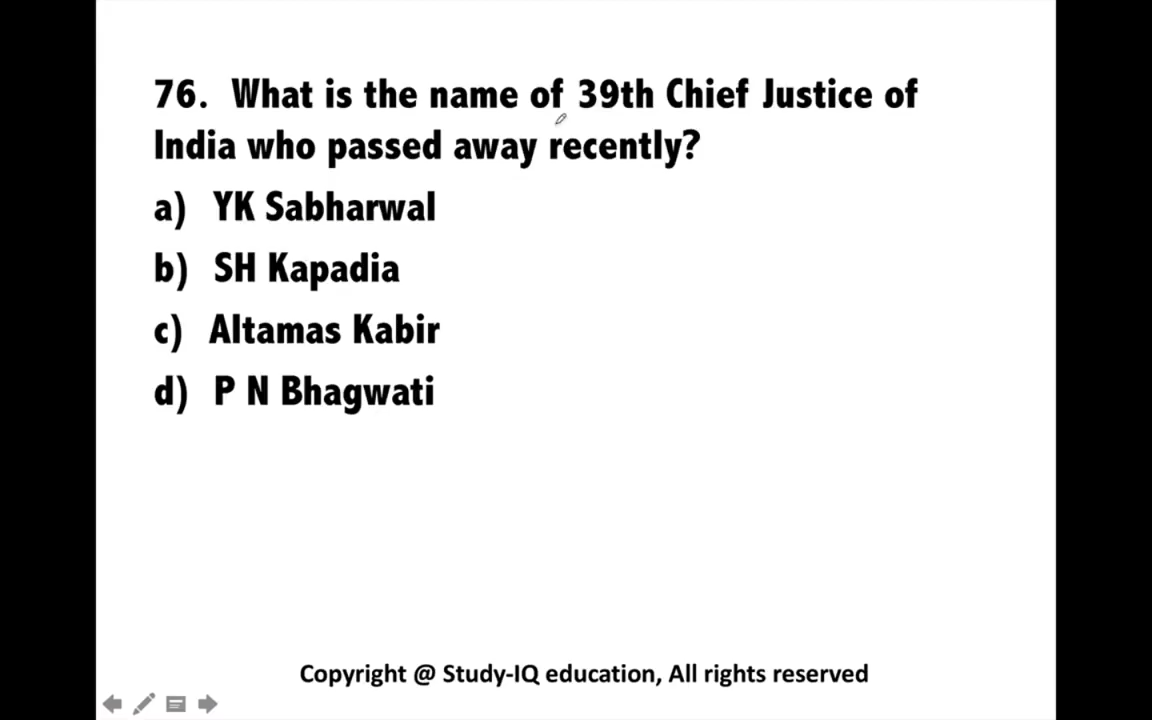 76. What is the name of 39th Chief Justice of
India who passed away recently?
a) YK Sabharwal
b) SH Kapadia
c) Altamas Kabir
d) P N Bhagwati
Copyright @ Study-IQ education, All rights reserved